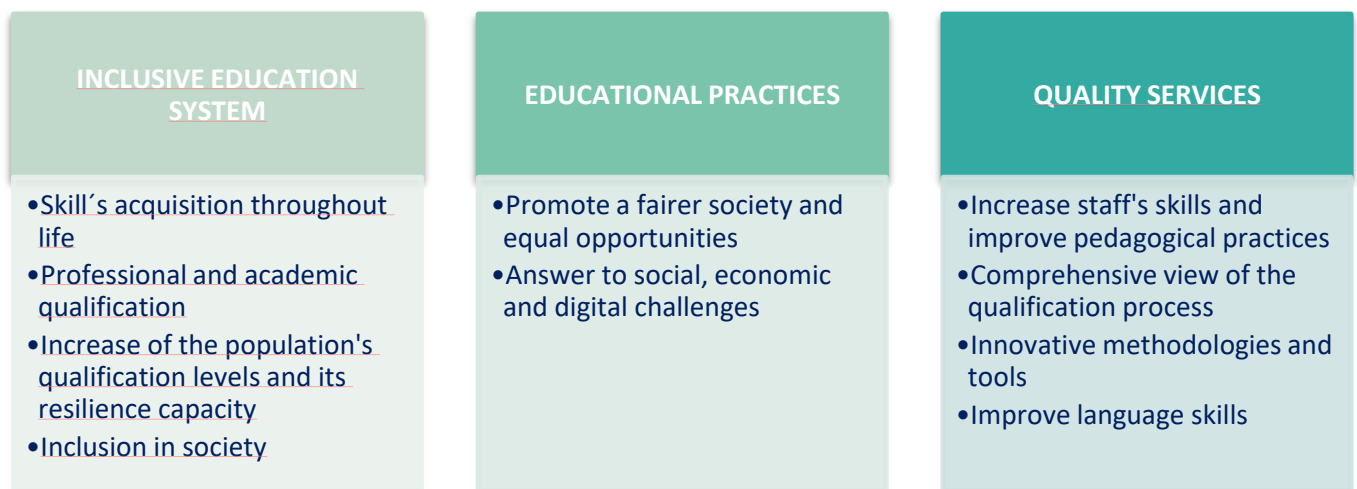 INCLUSIVE EDUCATION
SYSTEM
•Skill´s acquisition throughout
life
•Professional and academic
qualification
•Increase of the population's
qualification levels and its
resilience capacity
•Inclusion in society
EDUCATIONAL PRACTICES
•Promote a fairer society and
equal opportunities
•Answer to social, economic
and digital challenges
QUALITY SERVICES
•Increase staff's skills and
improve pedagogical practices
•Comprehensive view of the
qualification process
•Innovative methodologies and
tools
•Improve language skills